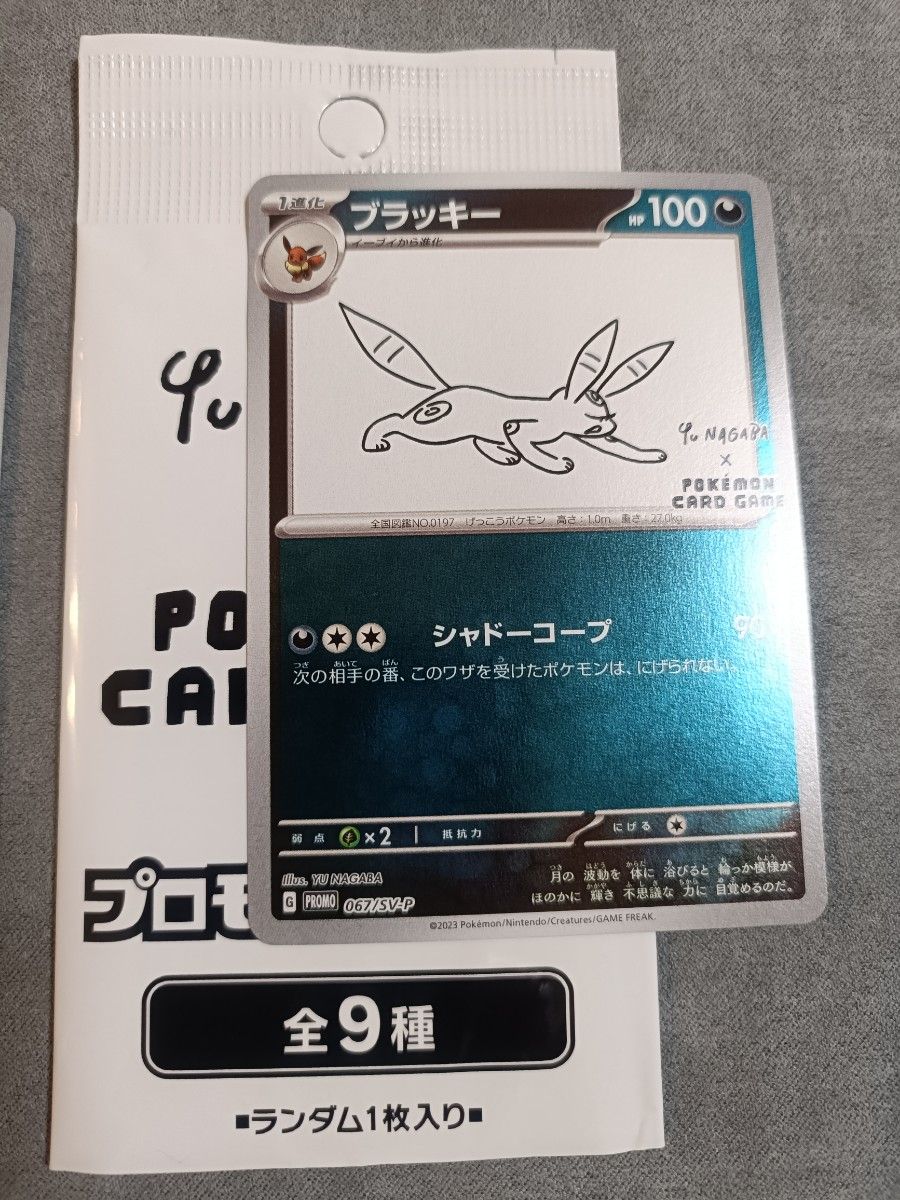 1進化
ブラッキー
HP 100
イーブイから進化
Yu NAGABA
×
POKÉMON
CARD GAME
全国図鑑NO.0197 げっこうポケモン 高さ:1.0m 重さ:27.0kg
シャドーコープ 90
次の相手の番、このワザを受けたポケモンは、にげられない。
弱点 ×2 抵抗力 にげる
月の波動を体に浴びると輪っか模様が
ほのかに輝き不思議な力に目覚めるのだ。
Illus. YU NAGABA
G PROMO 067/SV-P
©2023 Pokémon/Nintendo/Creatures/GAME FREAK.
Yu
PO
CAR
プロモ
全9種
■ランダム1枚入り■